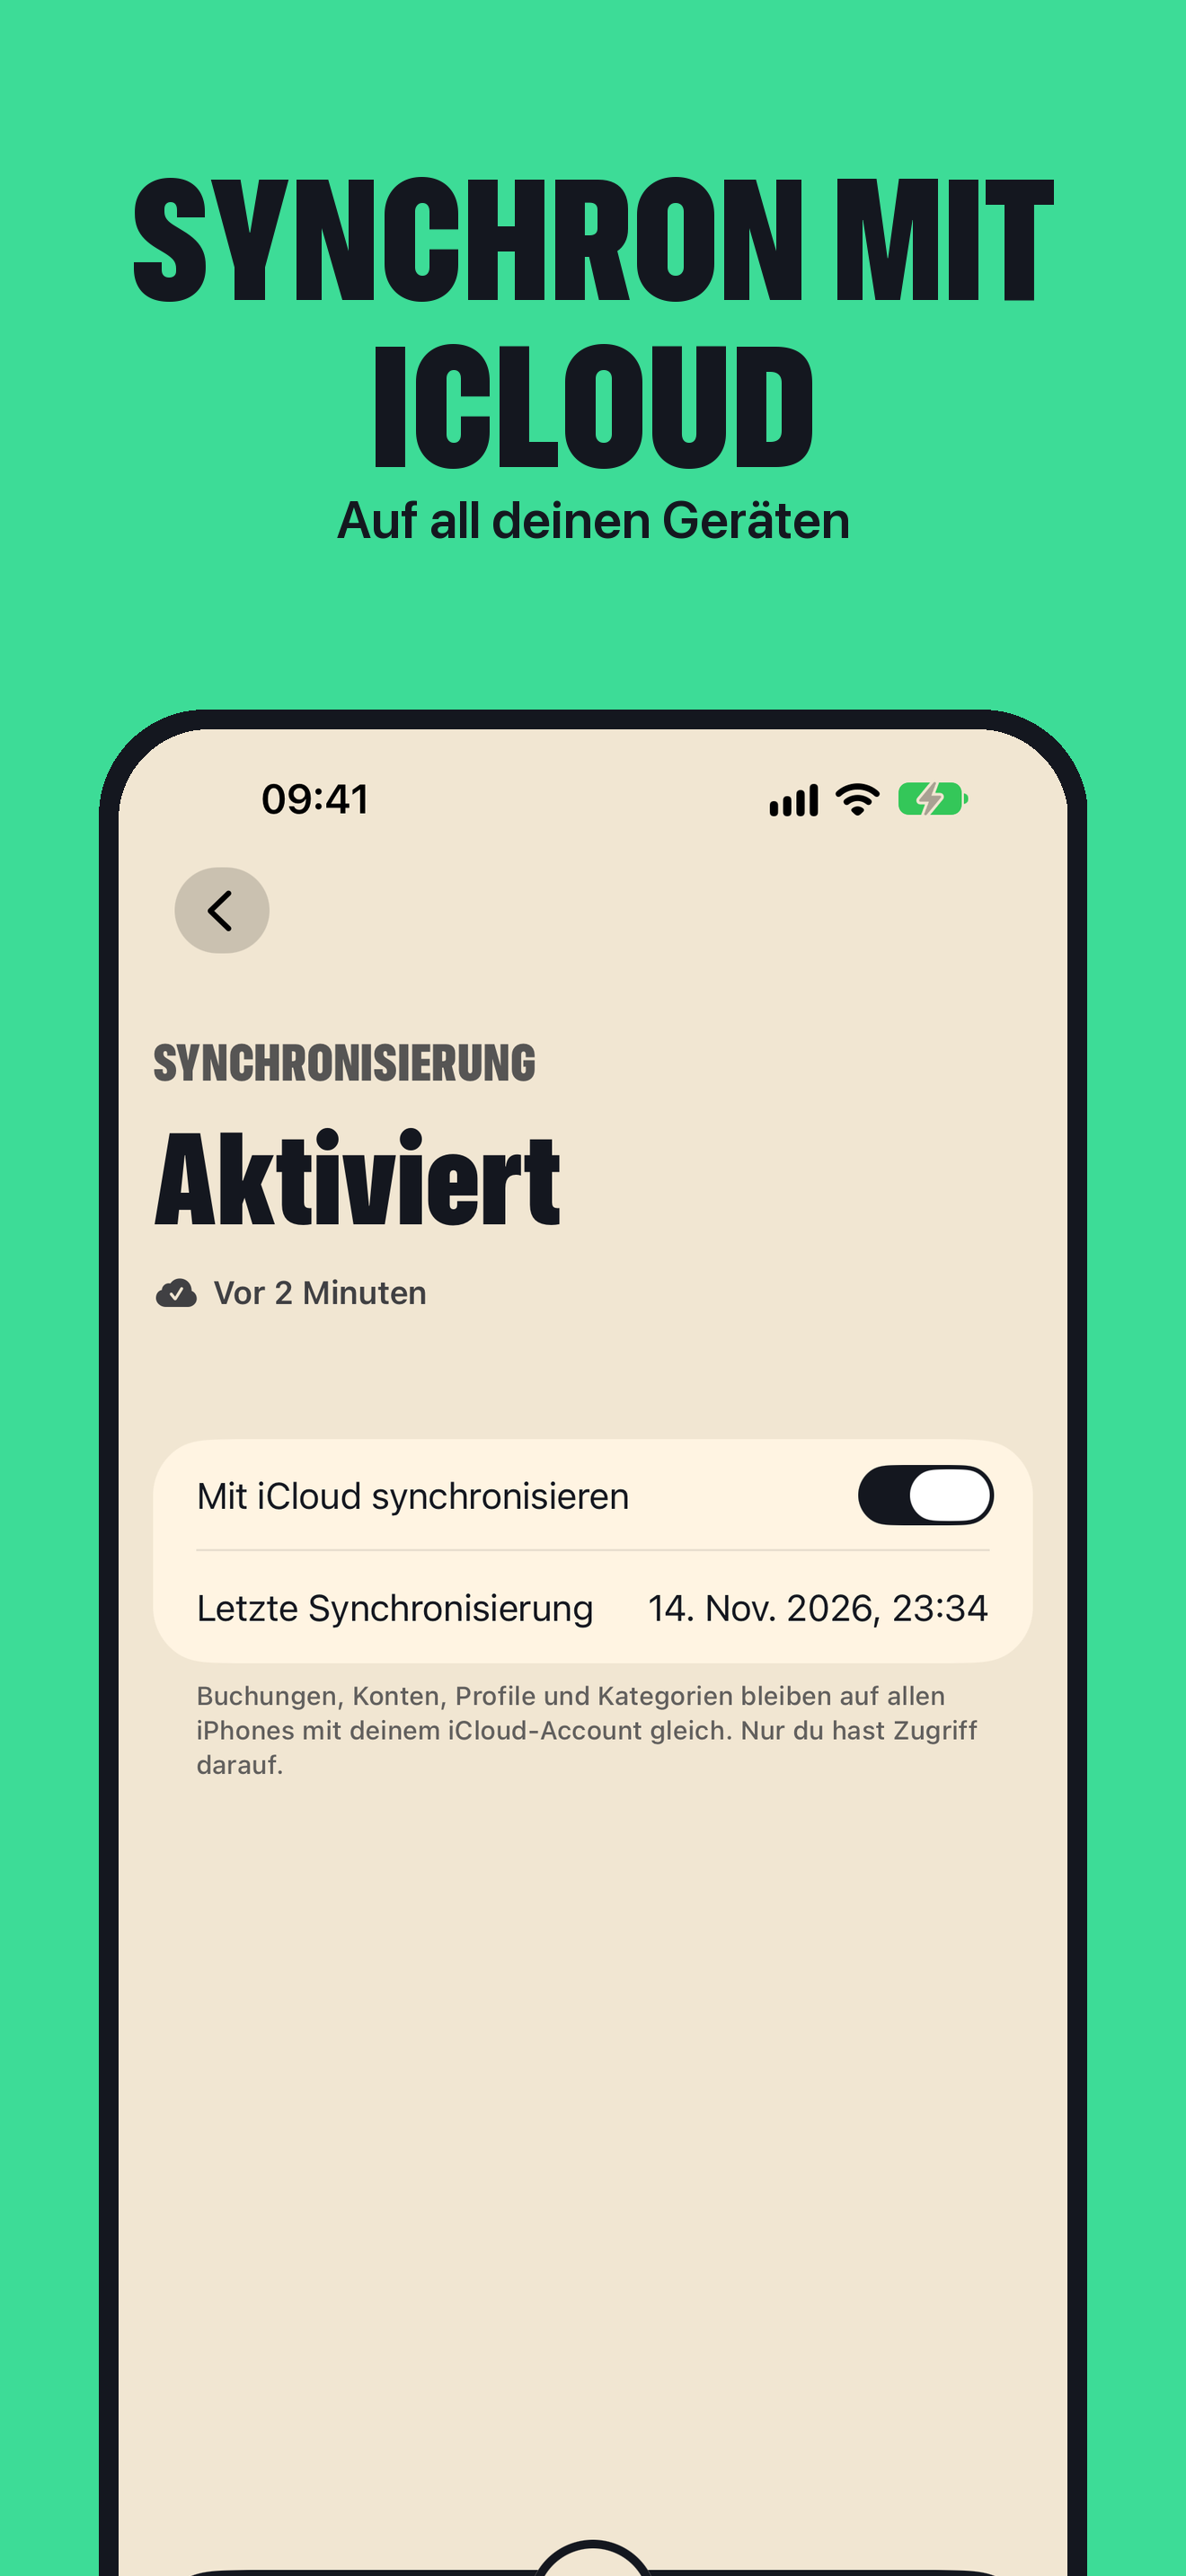 SYNCHRON MIT
ICLOUD
Auf all deinen Geräten
09:41
SYNCHRONISIERUNG
Aktiviert
Vor 2 Minuten
Mit iCloud synchronisieren
Letzte Synchronisierung 14. Nov. 2026, 23:34
Buchungen, Konten, Profile und Kategorien bleiben auf allen
iPhones mit deinem iCloud-Account gleich. Nur du hast Zugriff
darauf.